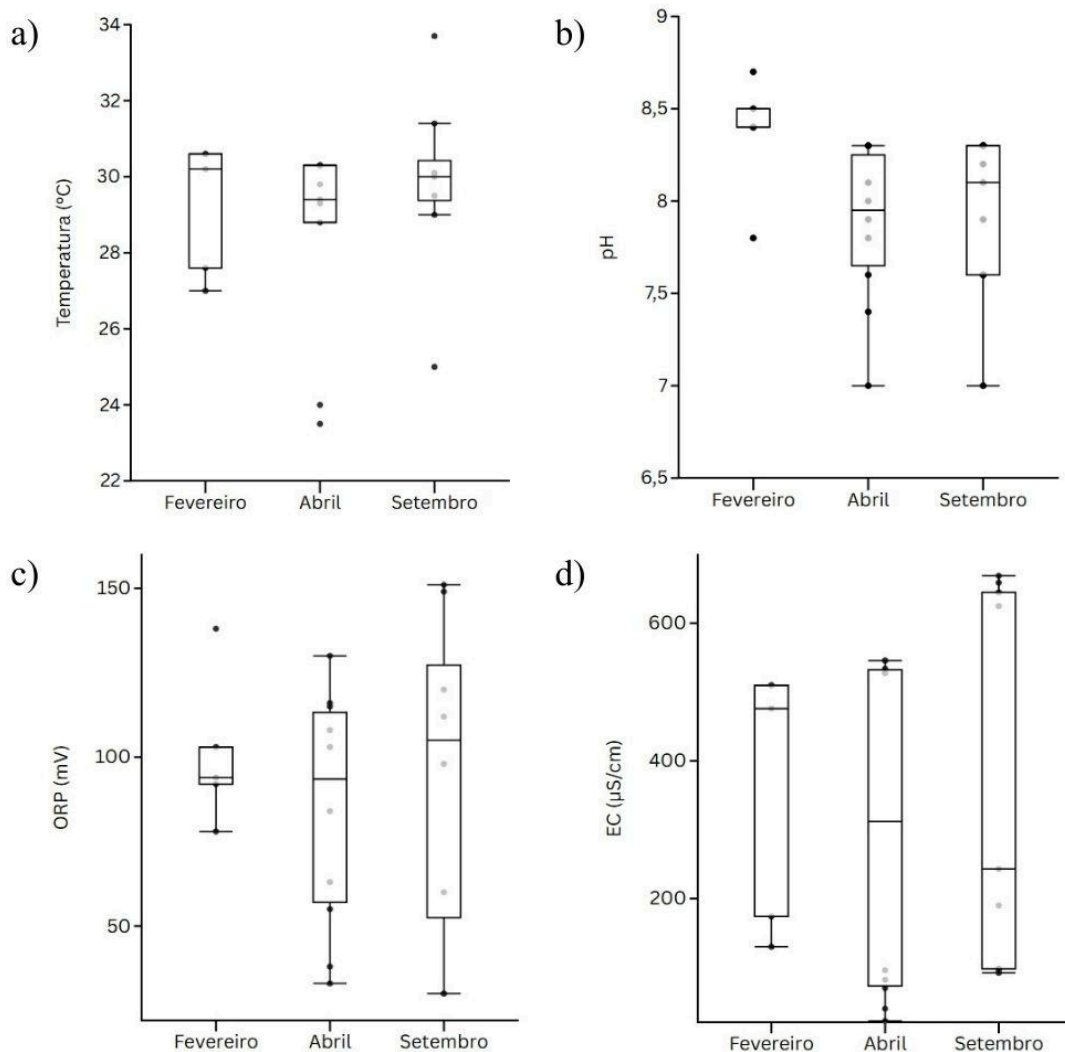 a)
34
32
30
28
26
24
22
Temperatura (ºC)
Fevereiro
Abril
Setembro
b)
9
8,5
8
7,5
7
6,5
pH
Fevereiro
Abril
Setembro
c)
150
100
50
ORP (mV)
Fevereiro
Abril
Setembro
d)
600
400
200
EC (µS/cm)
Fevereiro
Abril
Setembro